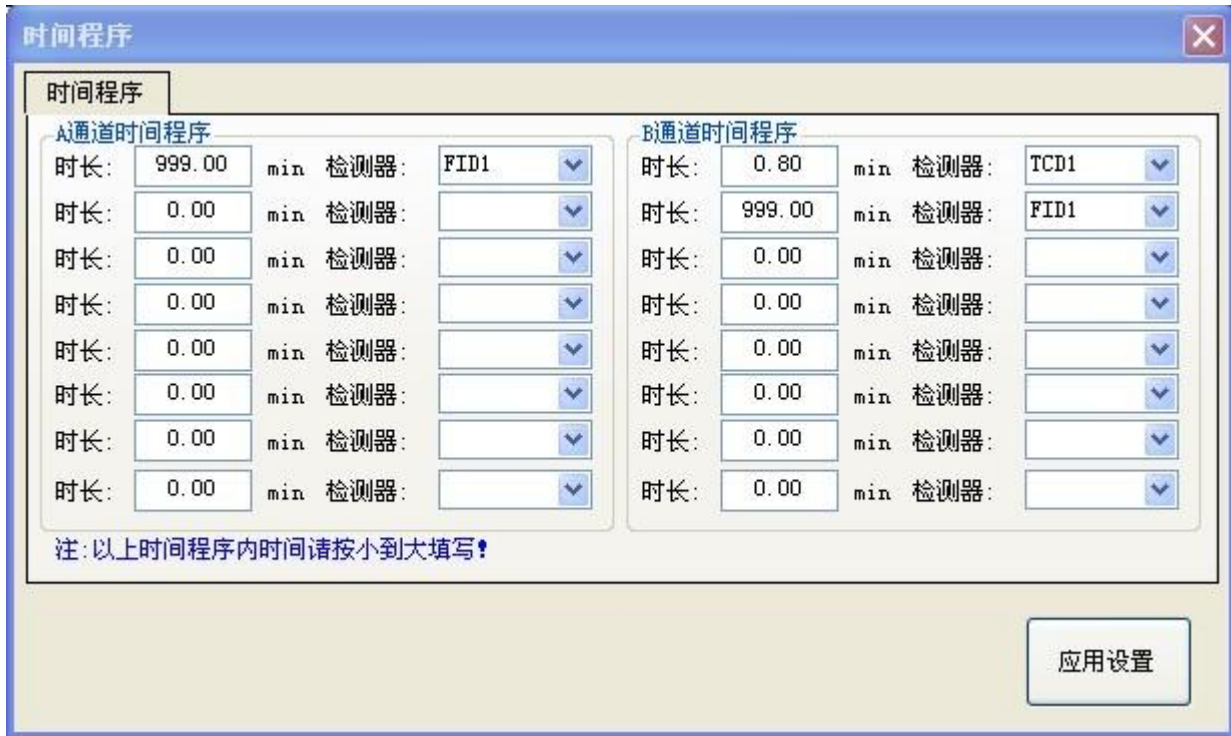 时间程序
时间程序
A通道时间程序 B通道时间程序
时长: 999.00 min 检测器: FID1 时长: 0.80 min 检测器: TCD1
时长: 0.00 min 检测器: 时长: 999.00 min 检测器: FID1
时长: 0.00 min 检测器: 时长: 0.00 min 检测器:
时长: 0.00 min 检测器: 时长: 0.00 min 检测器:
时长: 0.00 min 检测器: 时长: 0.00 min 检测器:
时长: 0.00 min 检测器: 时长: 0.00 min 检测器:
时长: 0.00 min 检测器: 时长: 0.00 min 检测器:
时长: 0.00 min 检测器: 时长: 0.00 min 检测器:
注:以上时间程序内时间请按小到大填写!
应用设置